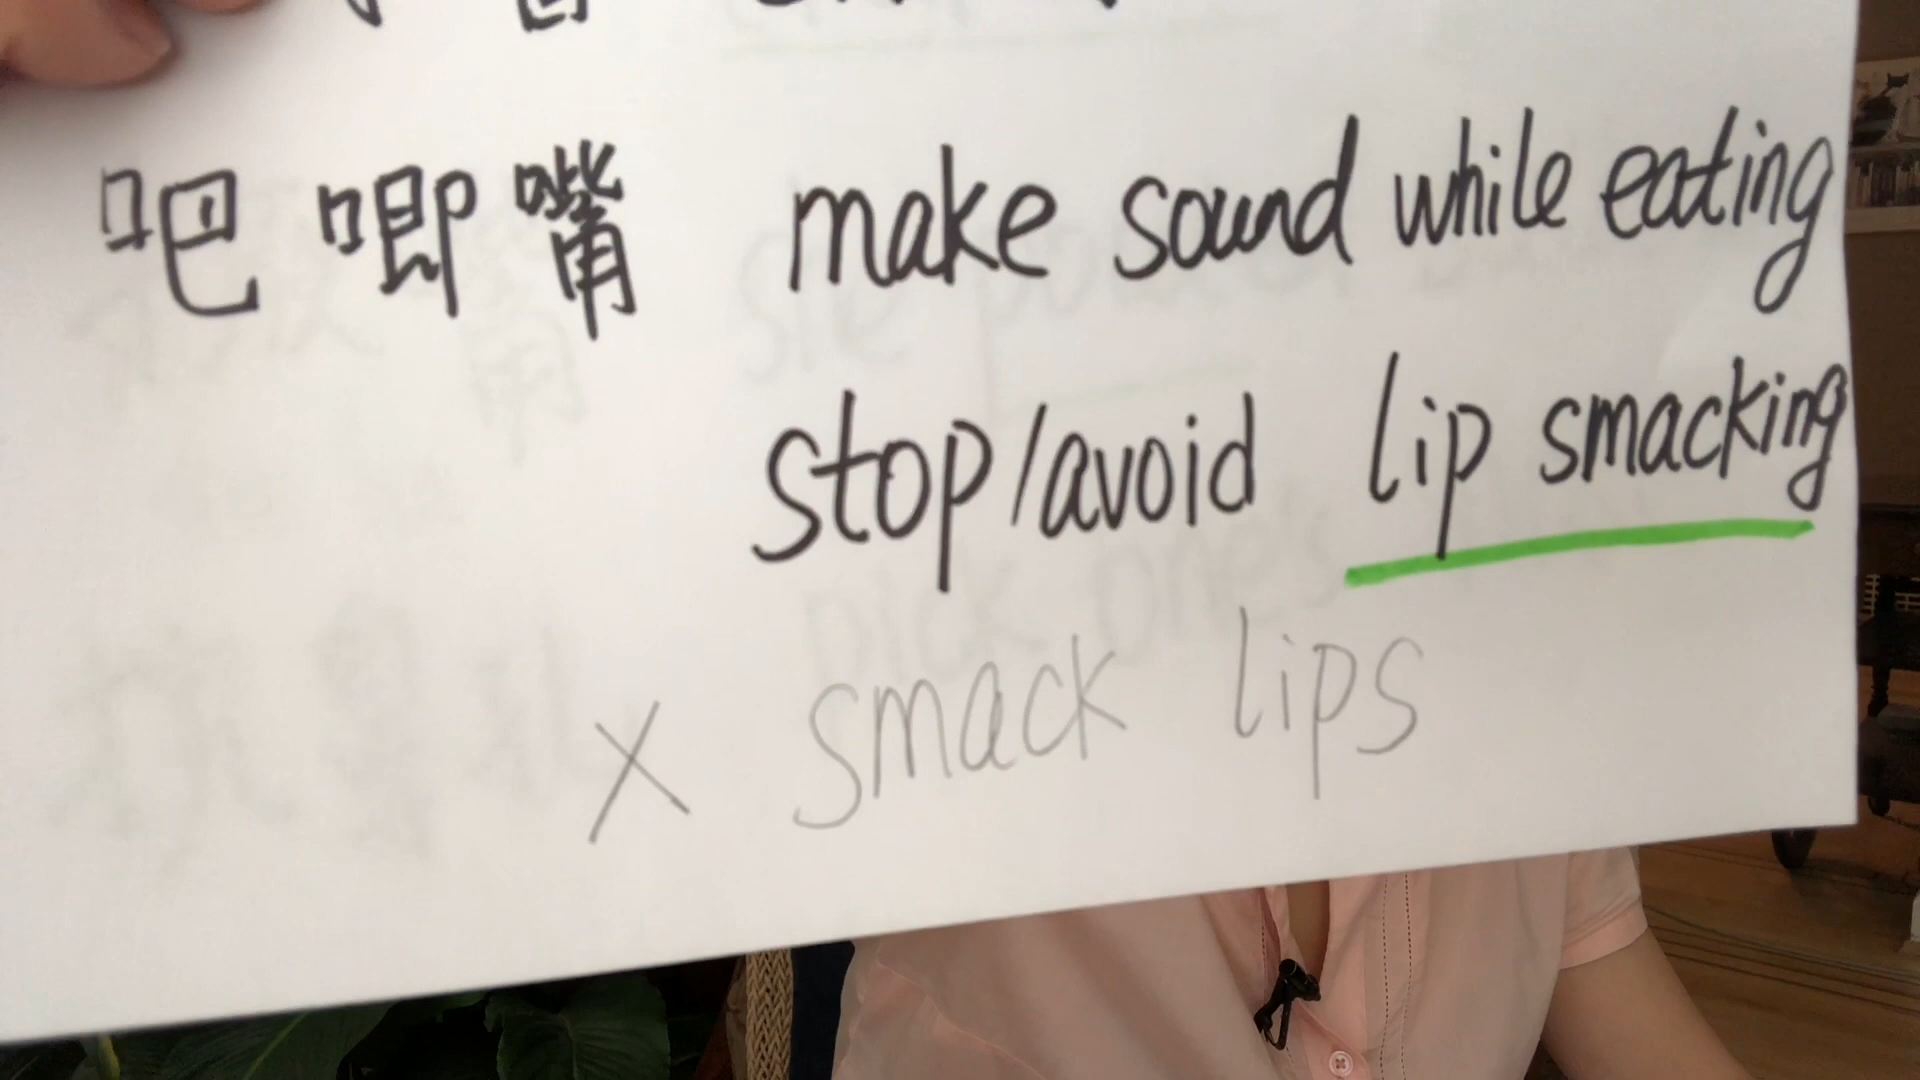 吧唧嘴 make sound while eating
stop/avoid lip smacking
x smack lips